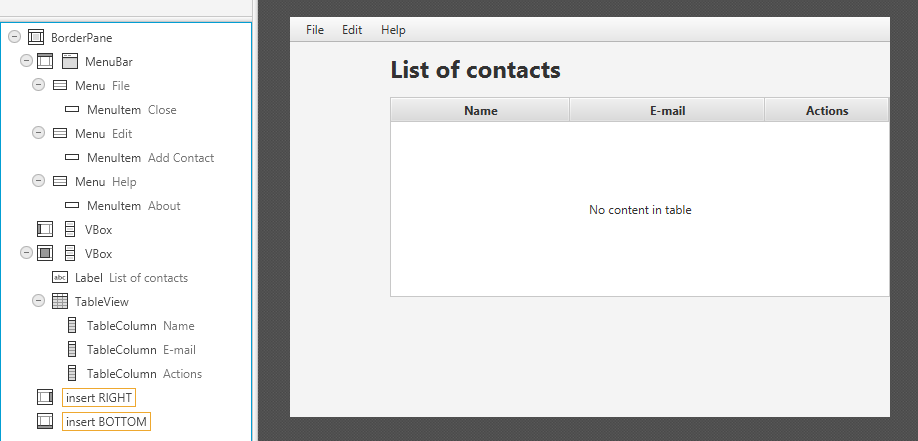 BorderPane
MenuBar
Menu File
MenuItem Close
Menu Edit
MenuItem Add Contact
Menu Help
MenuItem About
VBox
VBox
abc Label List of contacts
TableView
TableColumn Name
TableColumn E-mail
TableColumn Actions
insert RIGHT
insert BOTTOM
File Edit Help
List of contacts
Name E-mail Actions
No content in table